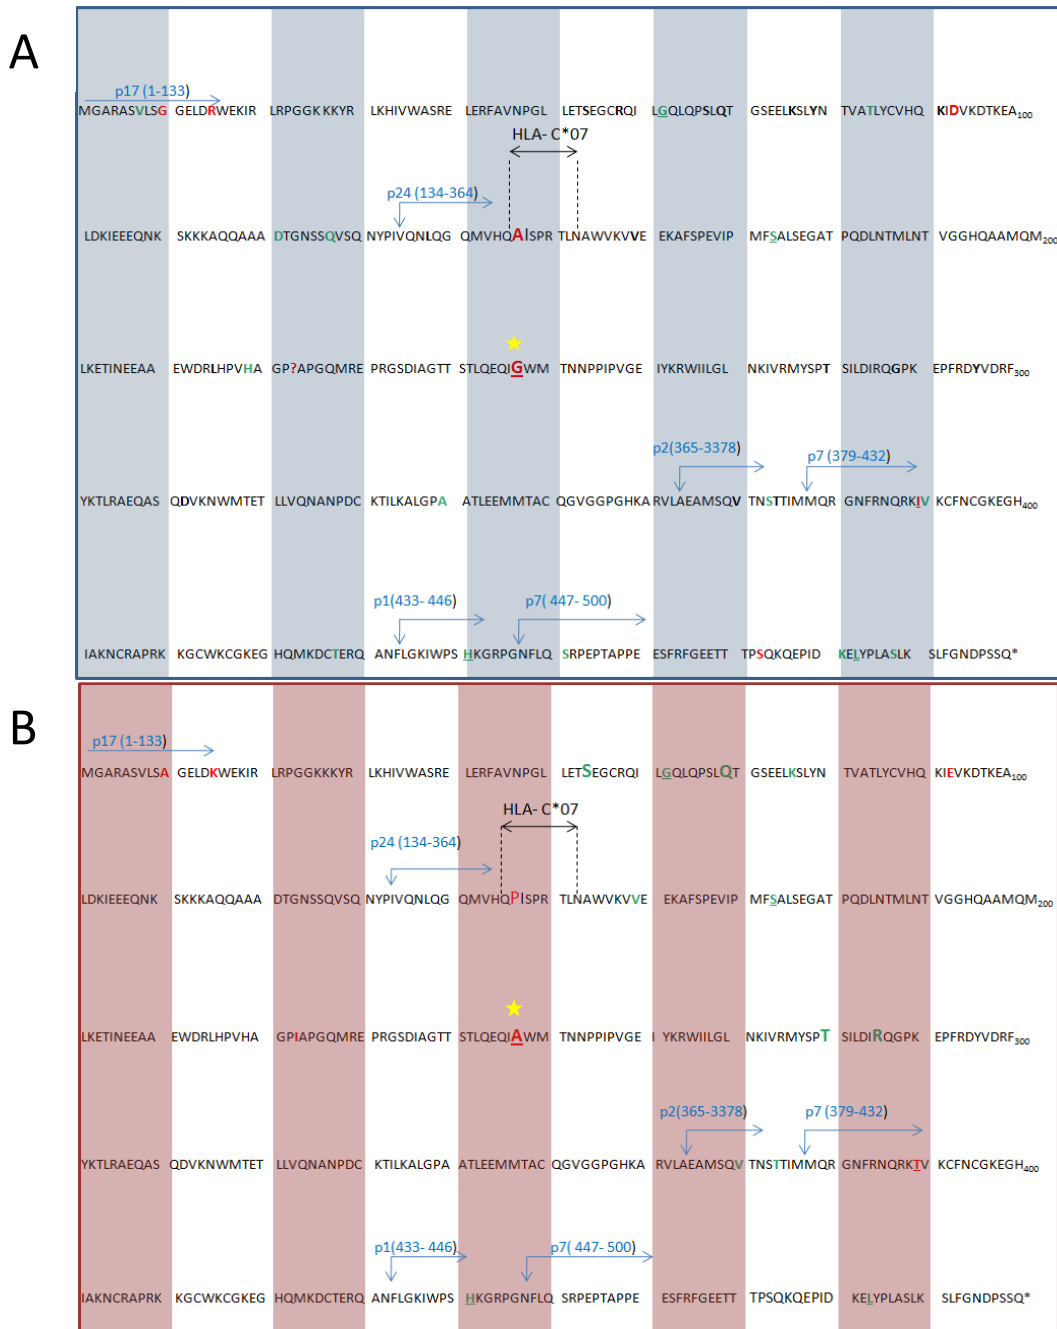 A
p17 (1-133)
MGARASVLSG GELDRWEKIR LRPGGKKKYR LKHIVWASRE LERFAVNPGL LETSEGCRQI LGQLQPSLQT GSEELKSLYN TVATLYCVHQ KIDVKDTKEA100
HLA- C*07
p24 (134-364)
LDKIEEEQNK SKKKAQQAAA DTGNSSQVSQ NYPIVQNLQG QMVHQAISPR TLNAWVKVVE EKAFSPEVIP MFSALSEGAT PQDLNTMLNT VGGHQAAMQM200
LKETINEEAA EWDRLHPVHA GP?APGQMRE PRGSDIAGTT STLQEQIGWM TNNPPIPVGE IYKRWIILGL NKIVRMYSPT SILDIRQGPK EPFRDYVDRF300
p2(365-3378) p7 (379-432)
YKTLRAEQAS QDVKNWMTET LLVQNANPDC KTILKALGPA ATLEEMMTAC QGVGGPGHKA RVLAEAMSQV TNSTTIMMQR GNFRNQRKIV KCFNCGKEGH400
p1(433- 446) p7( 447- 500)
IAKNCRAPRK KGCWKCGKEG HQMKDCTERQ ANFLGKIWPS HKGRPGNFLQ SRPEPTAPPE ESFRFGEETT TPSQKQEPID KELYPLASLK SLFGNDPSSQ*
B
p17 (1-133)
MGARASVLSA GELDKWEKIR LRPGGKKKYR LKHIVWASRE LERFAVNPGL LETSEGCRQI LGQLQPSLQT GSEELKSLYN TVATLYCVHQ KIEVKDTKEA100
HLA- C*07
p24 (134-364)
LDKIEEEQNK SKKKAQQAAA DTGNSSQVSQ NYPIVQNLQG QMVHQPISPR TLNAWVKVVE EKAFSPEVIP MFSALSEGAT PQDLNTMLNT VGGHQAAMQM200
LKETINEEAA EWDRLHPVHA GPIAPGQMRE PRGSDIAGTT STLQEQIAWM TNNPPIPVGE I YKRWIILGL NKIVRMYSPT SILDIRQGPK EPFRDYVDRF300
p2(365-3378) p7 (379-432)
YKTLRAEQAS QDVKNWMTET LLVQNANPDC KTILKALGPA ATLEEMMTAC QGVGGPGHKA RVLAEAMSQV TNSTTIMMQR GNFRNQRKTV KCFNCGKEGH400
p1(433- 446) p7( 447- 500)
IAKNCRAPRK KGCWKCGKEG HQMKDCTERQ ANFLGKIWPS HKGRPGNFLQ SRPEPTAPPE ESFRFGEETT TPSQKQEPID KELYPLASLK SLFGNDPSSQ*